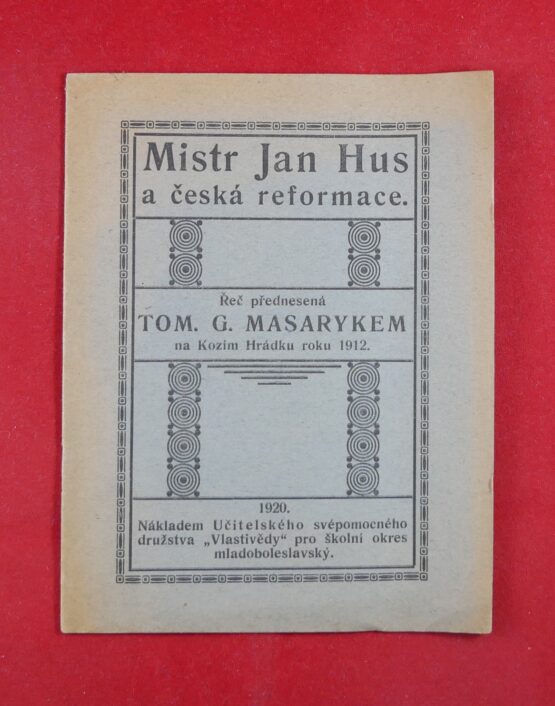 Mistr Jan Hus
a česká reformace.
Řeč přednesená
TOM. G. MASARYKEM
na Kozím Hrádku roku 1912.
1920.
Nákladem Učitelského svépomocného
družstva „Vlastivědy“ pro školní okres
mladoboleslavský.